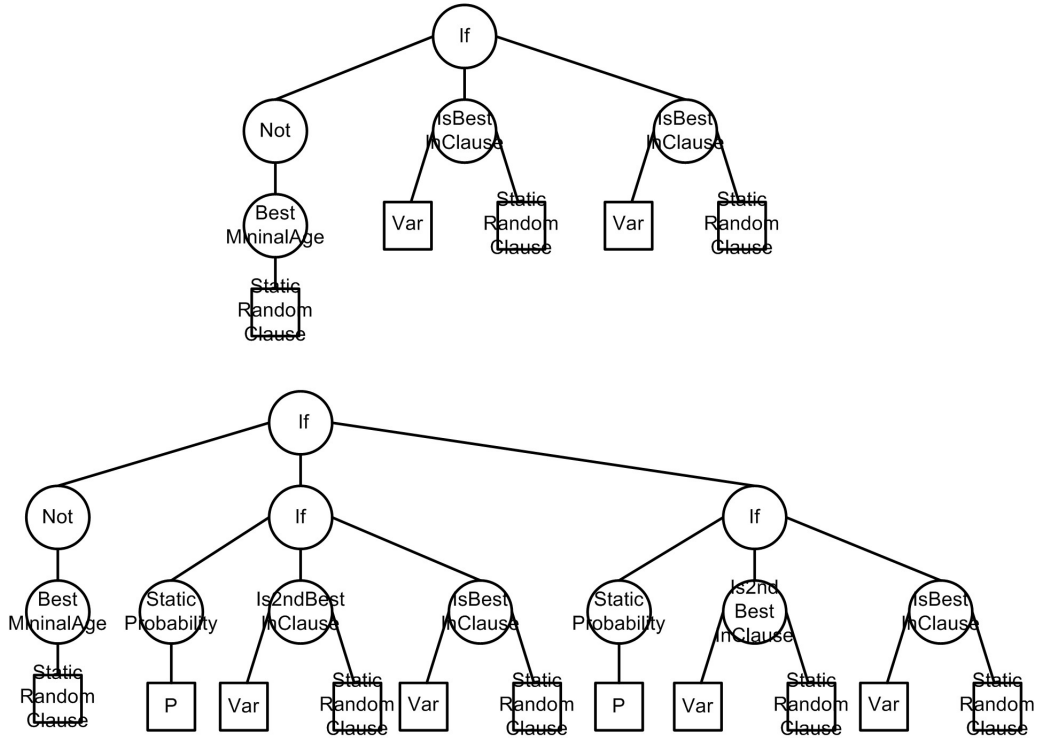 If
Not
IsBest
InClause
IsBest
InClause
Best
MininalAge
Var
Static
Random
Clause
Var
Static
Random
Clause
Static
Random
Clause
If
Not
If
If
Best
MininalAge
Static
Probability
Is2ndBest
InClause
IsBest
InClause
Static
Probability
Is2nd
Best
InClause
IsBest
InClause
Static
Random
Clause
P
Var
Static
Random
Clause
Var
Static
Random
Clause
P
Var
Static
Random
Clause
Var
Static
Random
Clause